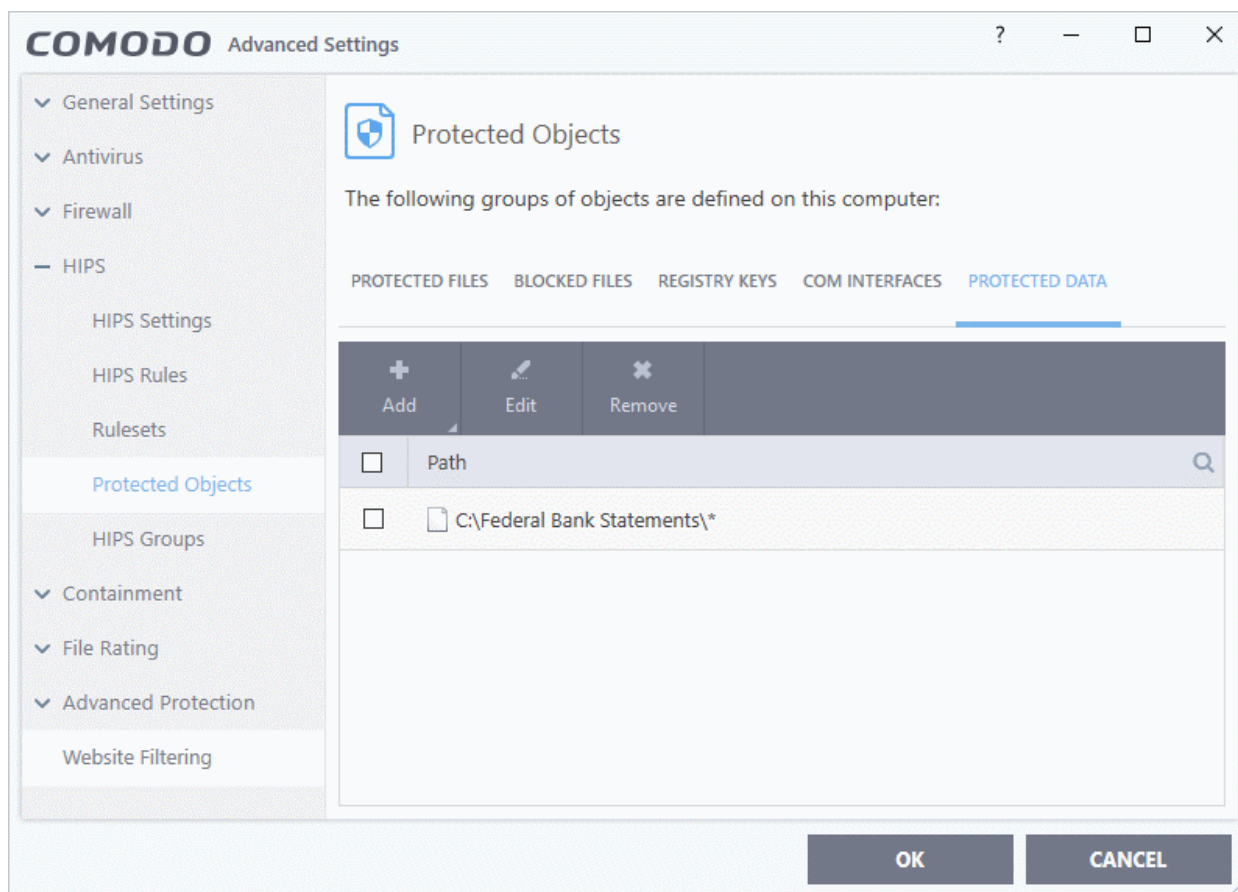 COMODO Advanced Settings ?
General Settings
Antivirus
Firewall
HIPS
HIPS Settings
HIPS Rules
Rulesets
Protected Objects
HIPS Groups
Containment
File Rating
Advanced Protection
Website Filtering
Protected Objects
The following groups of objects are defined on this computer:
PROTECTED FILES BLOCKED FILES REGISTRY KEYS COM INTERFACES PROTECTED DATA
Add Edit Remove
Path
C:\Federal Bank Statements\*
OK CANCEL